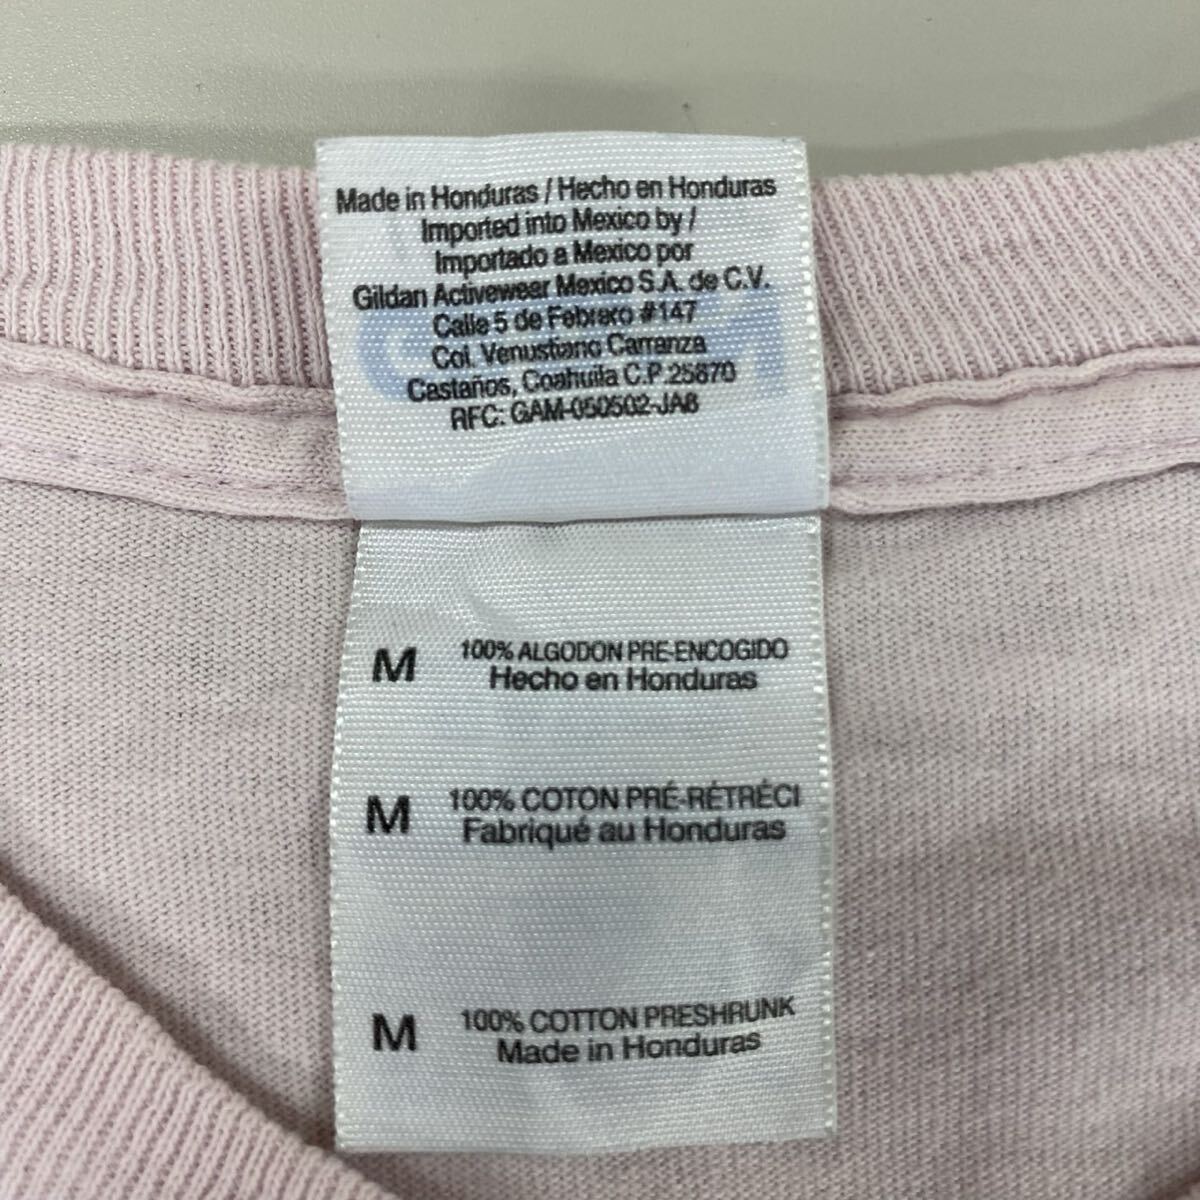 Made in Honduras / Hecho en Honduras
Imported into Mexico by /
Importado a Mexico por
Gildan Activewear Mexico S.A. de C.V.
Calle 5 de Febrero #147
Col. Venustiano Carranza
Castaños, Coahuila C.P.25870
RFC: GAM-050502-JA8
M 100% ALGODON PRE-ENCOGIDO
Hecho en Honduras
M 100% COTON PRÉ-RÉTRÉCI
Fabriqué au Honduras
M 100% COTTON PRESHRUNK
Made in Honduras